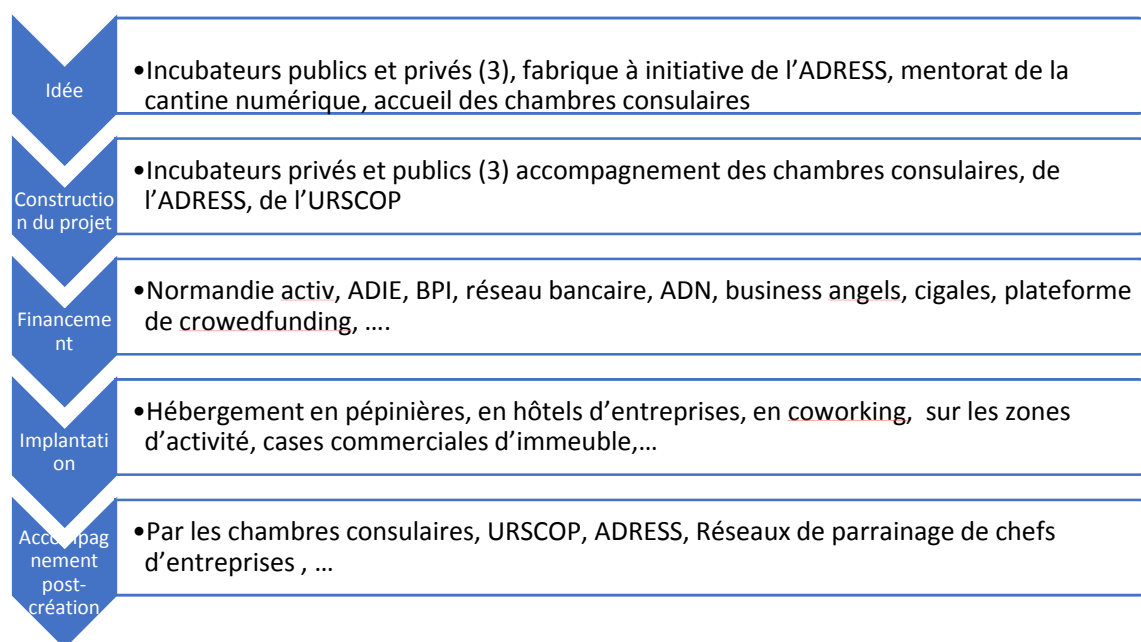 Idée
•Incubateurs publics et privés (3), fabrique à initiative de l’ADRESS, mentorat de la
cantine numérique, accueil des chambres consulaires
Constructio
n du projet
•Incubateurs privés et publics (3) accompagnement des chambres consulaires, de
l’ADRESS, de l’URSCOP
Financeme
nt
•Normandie activ, ADIE, BPI, réseau bancaire, ADN, business angels, cigales, plateforme
de crowedfunding, ….
Implantati
on
•Hébergement en pépinières, en hôtels d’entreprises, en coworking, sur les zones
d’activité, cases commerciales d’immeuble,…
Accompag
nement
post-
création
•Par les chambres consulaires, URSCOP, ADRESS, Réseaux de parrainage de chefs
d’entreprises , …